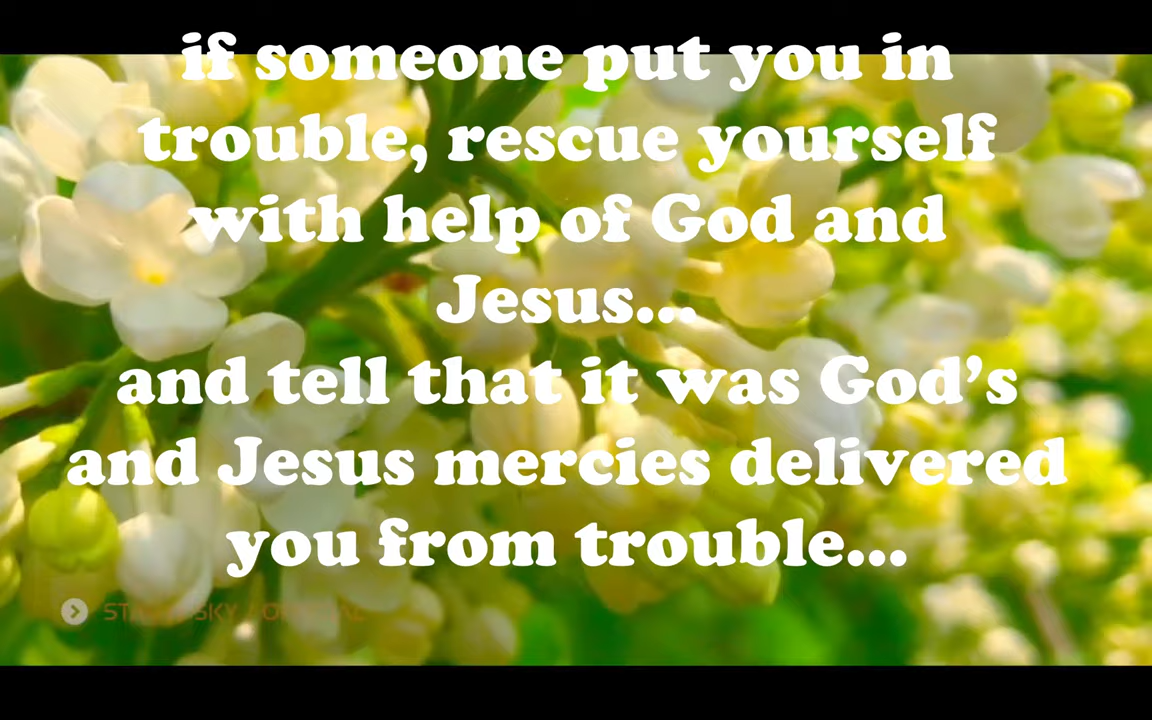 if someone put you in
trouble, rescue yourself
with help of God and
Jesus...
and tell that it was God’s
and Jesus mercies delivered
you from trouble...